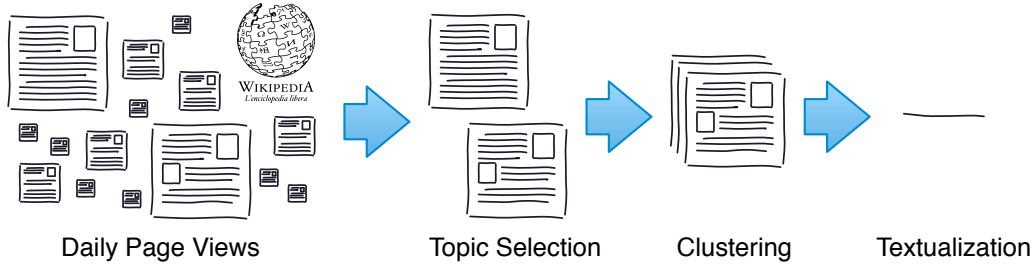 WIKIPEDIA
L'enciclopedia libera
Daily Page Views
Topic Selection
Clustering
Textualization